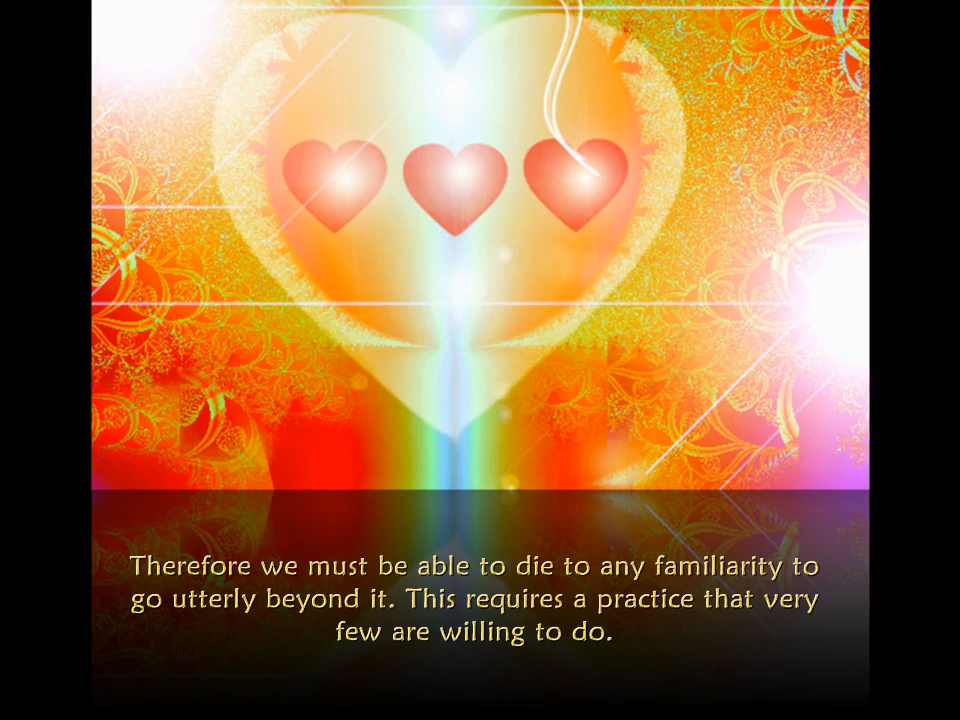 Therefore we must be able to die to any familiarity to
go utterly beyond it. This requires a practice that very
few are willing to do.